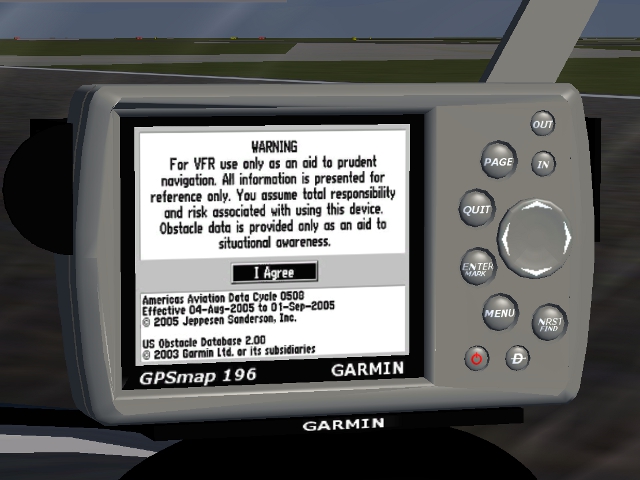 WARNING
For VFR use only as an aid to prudent
navigation. All information is presented for
reference only. You assume total responsibility
and risk associated with using this device.
Obstacle data is provided only as an aid to
situational awareness.
I Agree
Americas Aviation Data Cycle 0508
Effective 04-Aug-2005 to 01-Sep-2005
© 2005 Jeppesen Sanderson, Inc.
US Obstacle Database 2.00
© 2003 Garmin Ltd. or its subsidiaries
GPSmap 196 GARMIN
OUT
PAGE IN
QUIT
ENTER
MARK
MENU
NRST
FIND
D
GARMIN